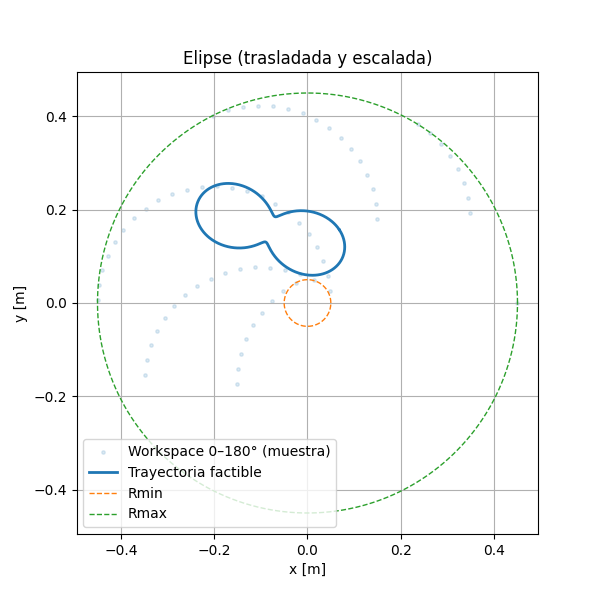 Elipse (trasladada y escalada)
y [m]
0.4
0.2
0.0
−0.2
−0.4
Workspace 0–180° (muestra)
Trayectoria factible
Rmin
Rmax
−0.4 −0.2 0.0 0.2 0.4
x [m]